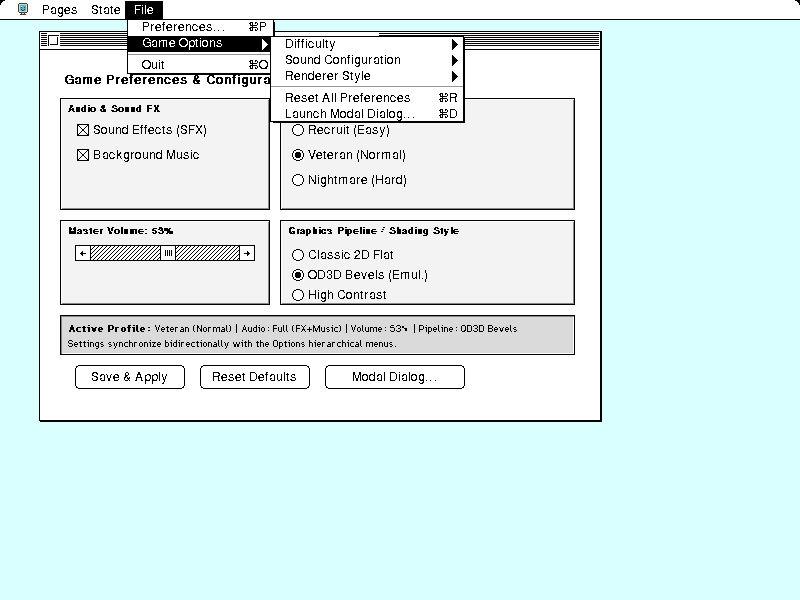 Pages State File
Preferences... ⌘P
Game Options
Quit ⌘Q
Difficulty
Sound Configuration
Renderer Style
Reset All Preferences ⌘R
Launch Modal Dialog... ⌘D
Game Preferences & Configura
Audio & Sound FX
Sound Effects (SFX)
Background Music
Recruit (Easy)
Veteran (Normal)
Nightmare (Hard)
Master Volume: 53%
Graphics Pipeline / Shading Style
Classic 2D Flat
QD3D Bevels (Emul.)
High Contrast
Active Profile: Veteran (Normal) | Audio: Full (FX+Music) | Volume: 53% | Pipeline: QD3D Bevels
Settings synchronize bidirectionally with the Options hierarchical menus.
Save & Apply
Reset Defaults
Modal Dialog...